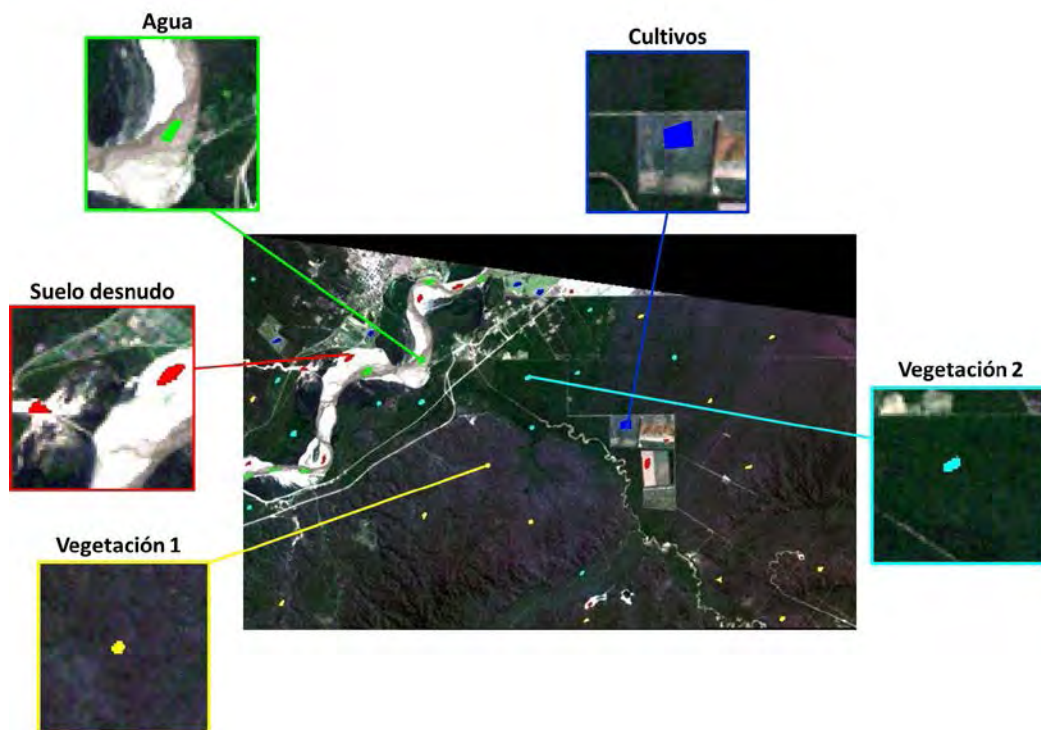 Agua
Cultivos
Suelo desnudo
Vegetación 2
Vegetación 1